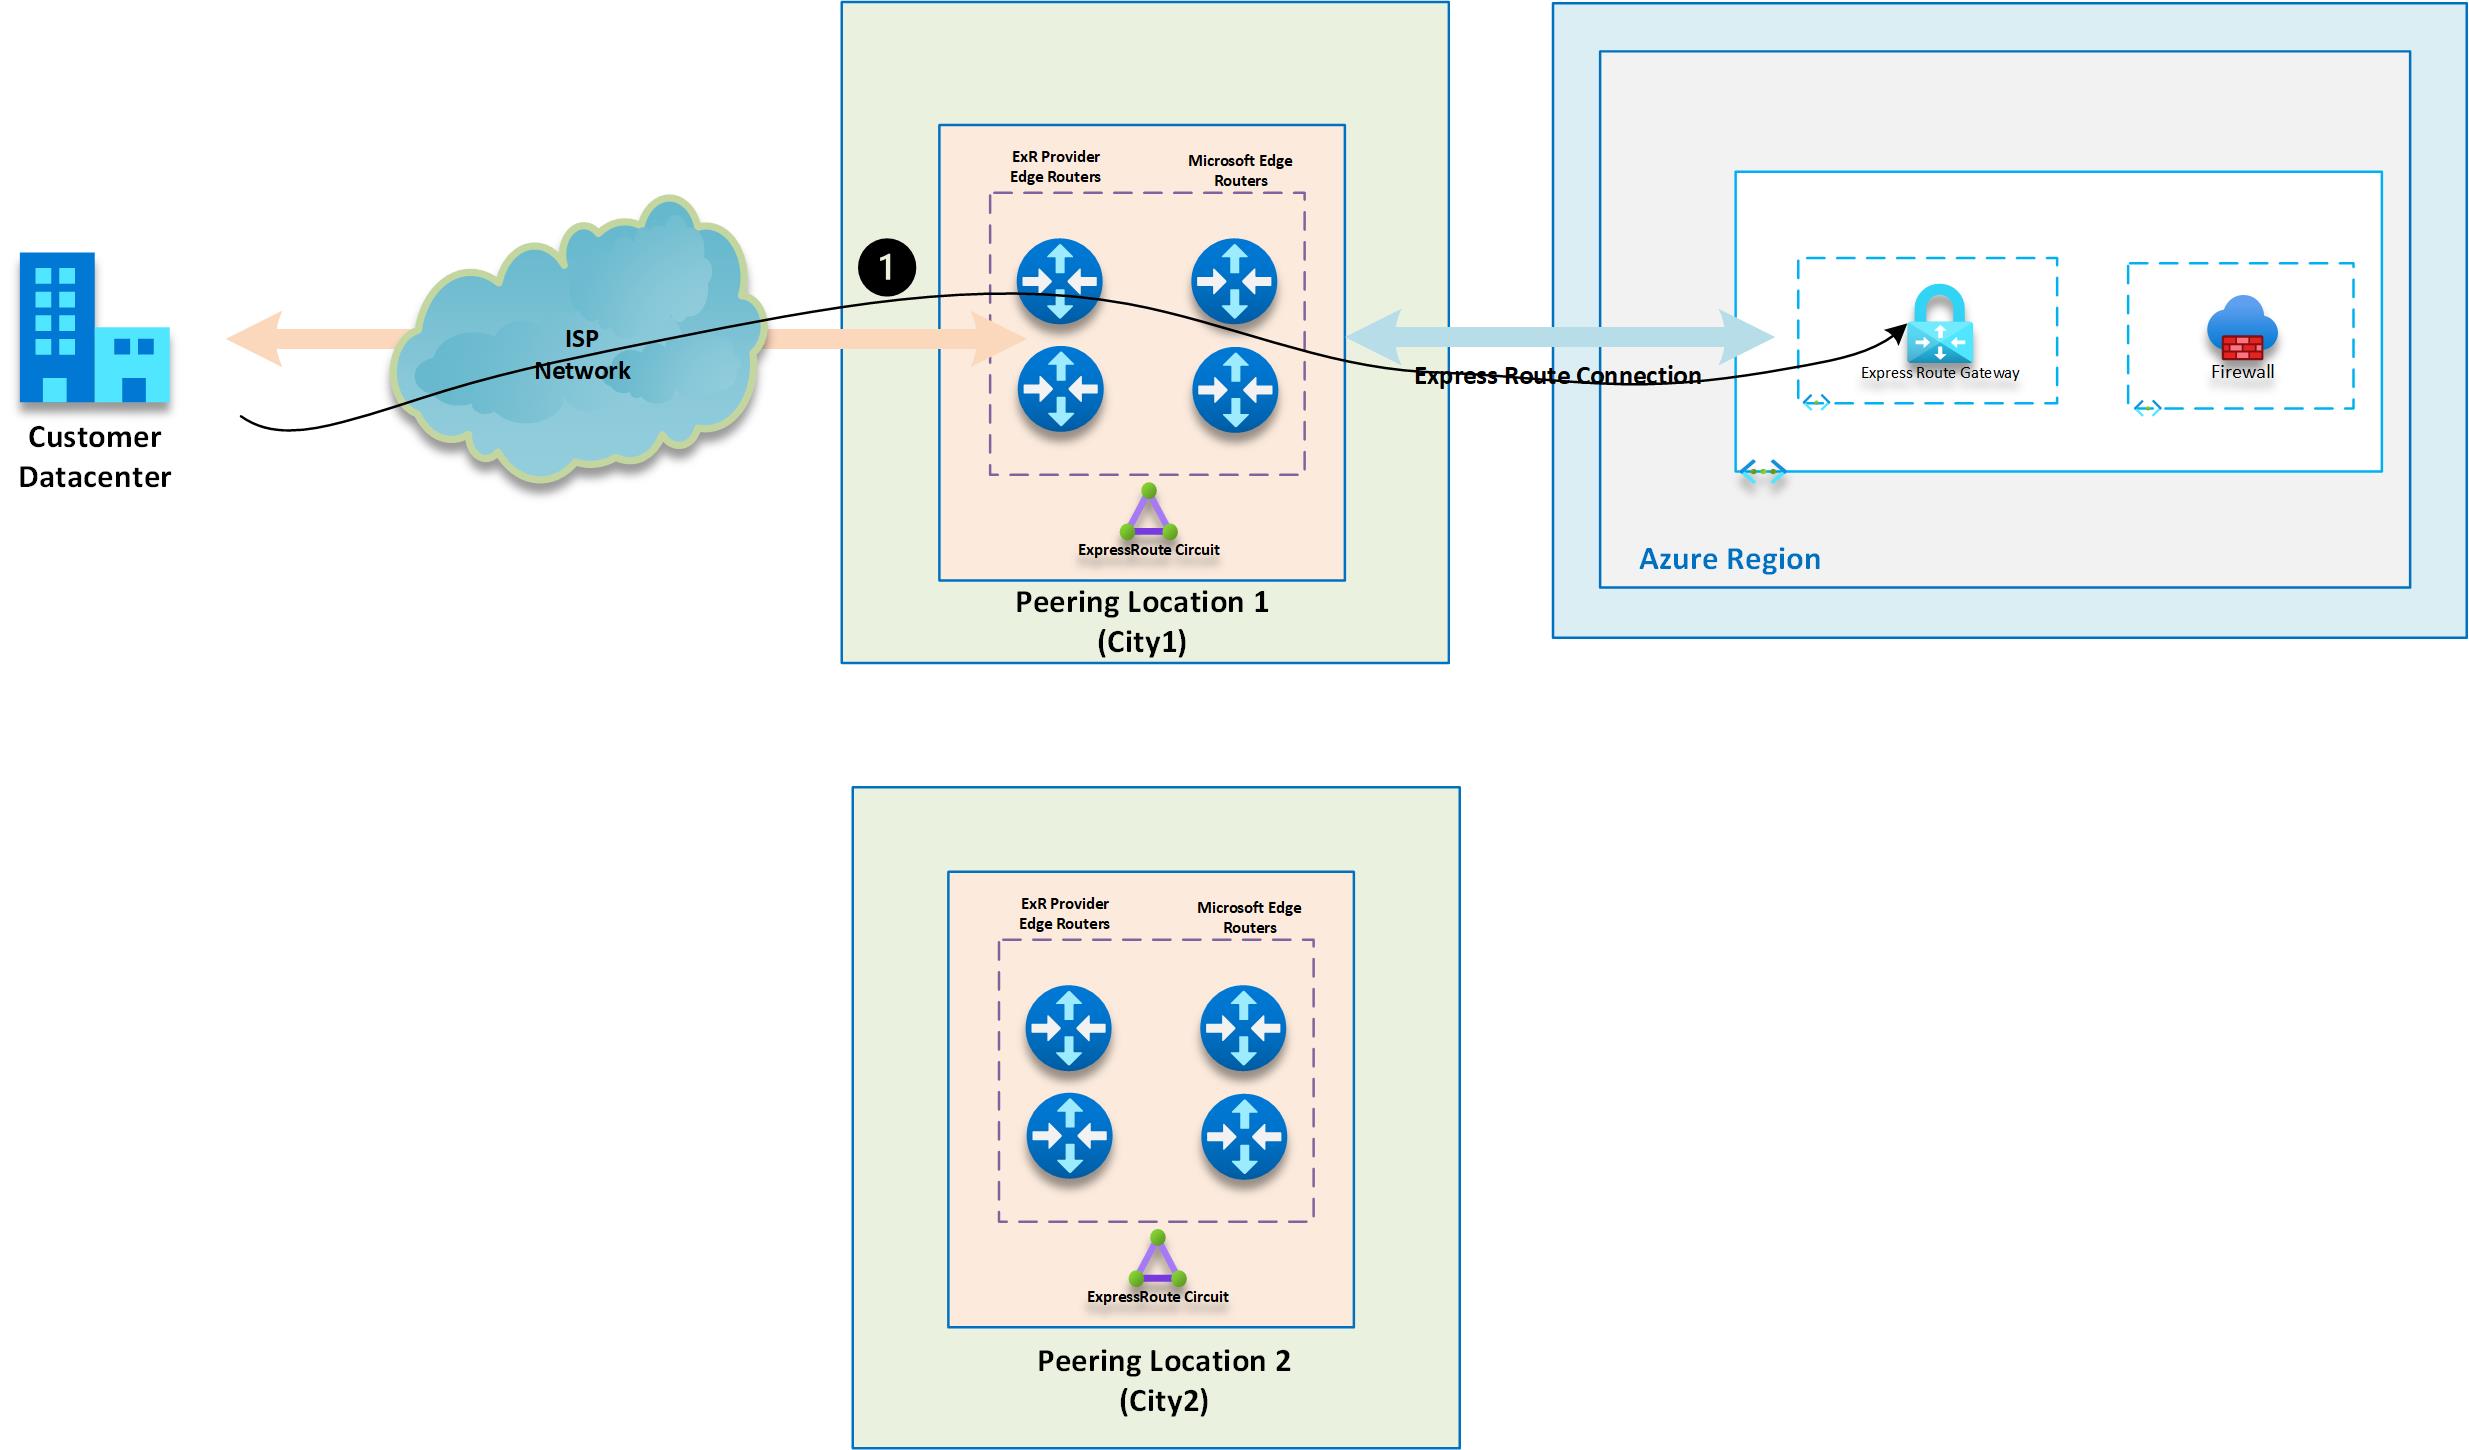 ExR Provider
Edge Routers
Microsoft Edge
Routers
1
ISP
Network
Customer
Datacenter
Express Route Connection
Express Route Gateway
Firewall
ExpressRoute Circuit
Azure Region
Peering Location 1
(City1)
ExR Provider
Edge Routers
Microsoft Edge
Routers
ExpressRoute Circuit
Peering Location 2
(City2)